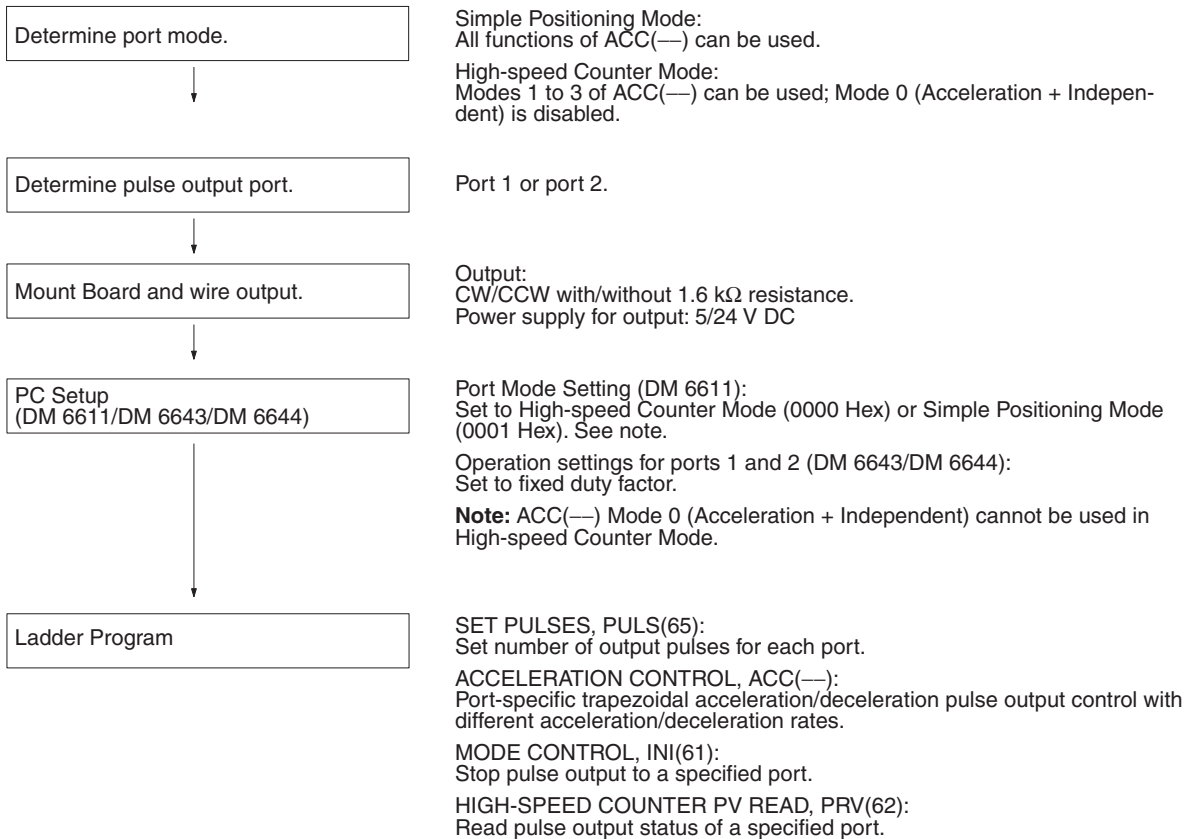 Determine port mode.
Simple Positioning Mode:
All functions of ACC(––) can be used.
High-speed Counter Mode:
Modes 1 to 3 of ACC(––) can be used; Mode 0 (Acceleration + Indepen-
dent) is disabled.
Determine pulse output port.
Port 1 or port 2.
Mount Board and wire output.
Output:
CW/CCW with/without 1.6 kΩ resistance.
Power supply for output: 5/24 V DC
PC Setup
(DM 6611/DM 6643/DM 6644)
Port Mode Setting (DM 6611):
Set to High-speed Counter Mode (0000 Hex) or Simple Positioning Mode
(0001 Hex). See note.
Operation settings for ports 1 and 2 (DM 6643/DM 6644):
Set to fixed duty factor.
Note: ACC(––) Mode 0 (Acceleration + Independent) cannot be used in
High-speed Counter Mode.
Ladder Program
SET PULSES, PULS(65):
Set number of output pulses for each port.
ACCELERATION CONTROL, ACC(––):
Port-specific trapezoidal acceleration/deceleration pulse output control with
different acceleration/deceleration rates.
MODE CONTROL, INI(61):
Stop pulse output to a specified port.
HIGH-SPEED COUNTER PV READ, PRV(62):
Read pulse output status of a specified port.